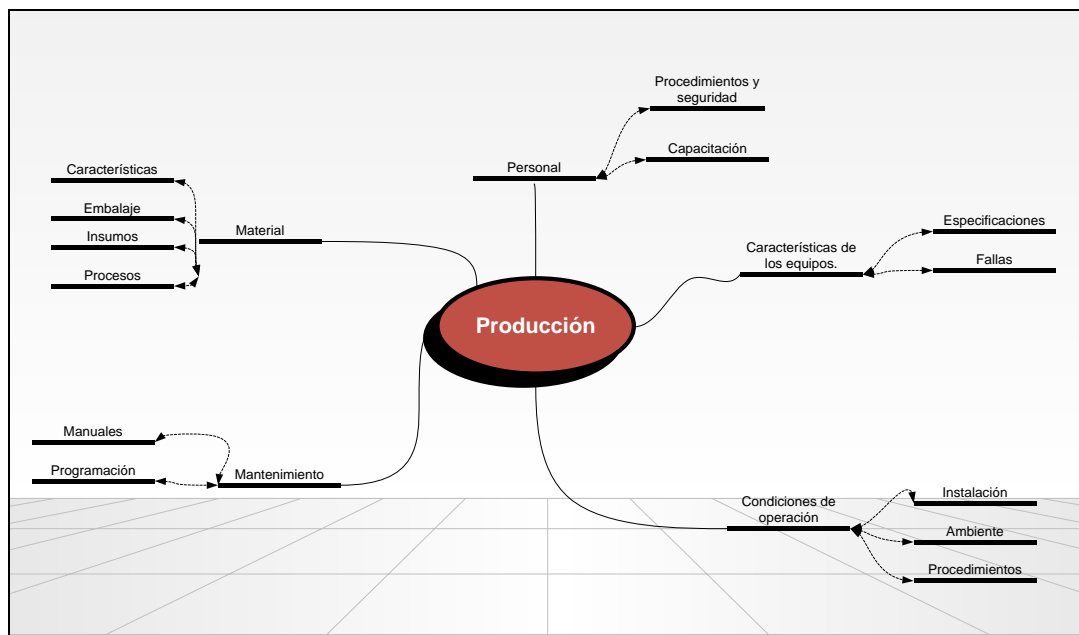 Procedimientos y
seguridad
Capacitación
Personal
Características
Embalaje
Insumos
Procesos
Material
Especificaciones
Fallas
Características de
los equipos.
Producción
Manuales
Programación
Mantenimiento
Condiciones de
operación
Instalación
Ambiente
Procedimientos